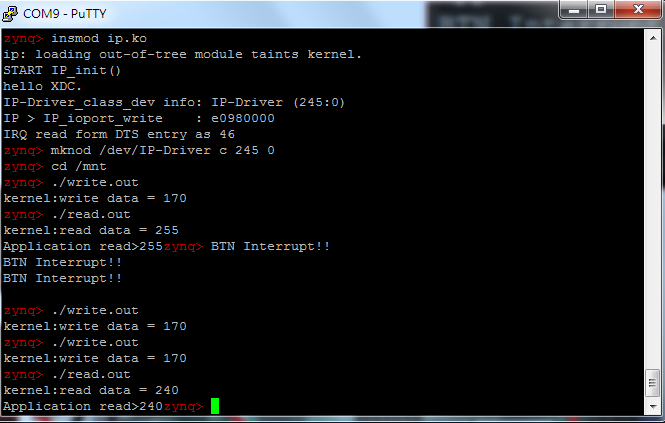 COM9 - PuTTY
zynq> insmod ip.ko
ip: loading out-of-tree module taints kernel.
START IP_init()
hello XDC.
IP-Driver_class_dev info: IP-Driver (245:0)
IP > IP_ioport_write    : e0980000
IRQ read form DTS entry as 46
zynq> mknod /dev/IP-Driver c 245 0
zynq> cd /mnt
zynq> ./write.out
kernel:write data = 170
zynq> ./read.out
kernel:read data = 255
Application read>255zynq> BTN Interrupt!!
BTN Interrupt!!
BTN Interrupt!!
zynq> ./write.out
kernel:write data = 170
zynq> ./write.out
kernel:write data = 170
zynq> ./read.out
kernel:read data = 240
Application read>240zynq>